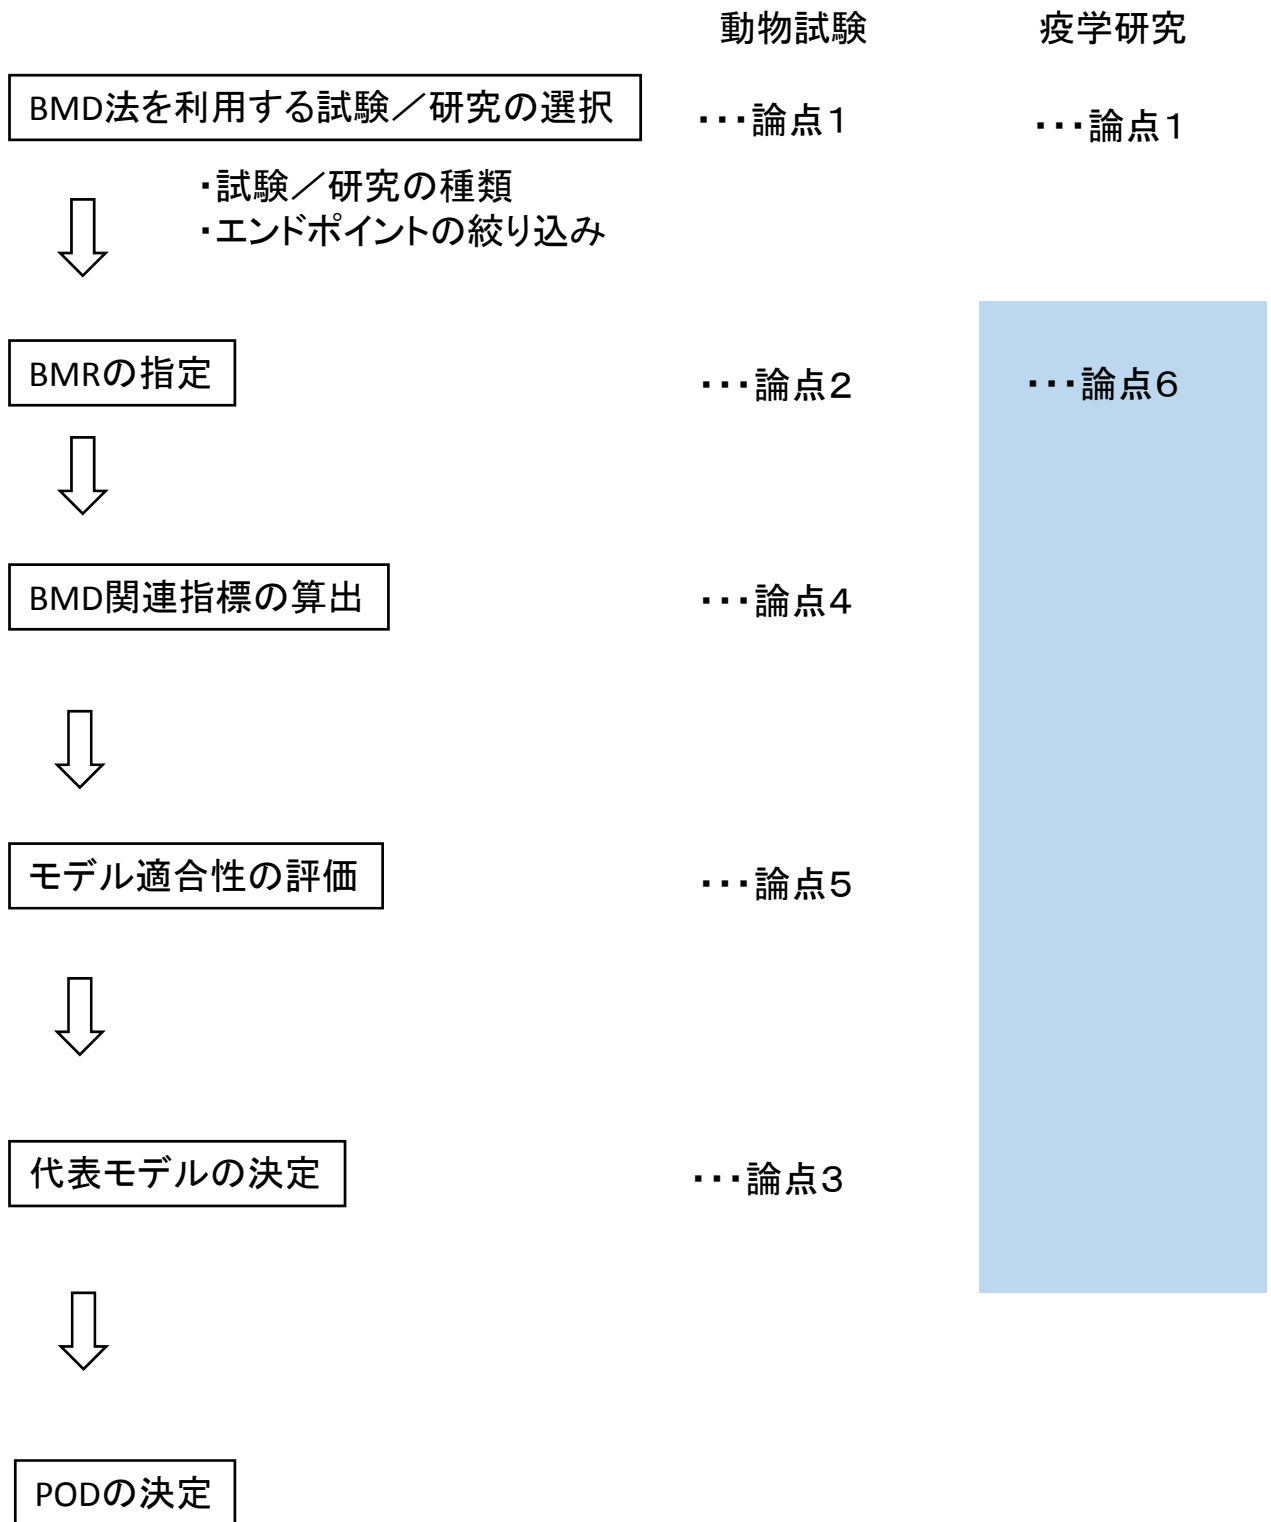 動物試験 疫学研究
BMD法を利用する試験／研究の選択 ・・・論点1 ・・・論点1
・試験／研究の種類
・エンドポイントの絞り込み
BMRの指定 ・・・論点2 ・・・論点6
BMD関連指標の算出 ・・・論点4
モデル適合性の評価 ・・・論点5
代表モデルの決定 ・・・論点3
PODの決定